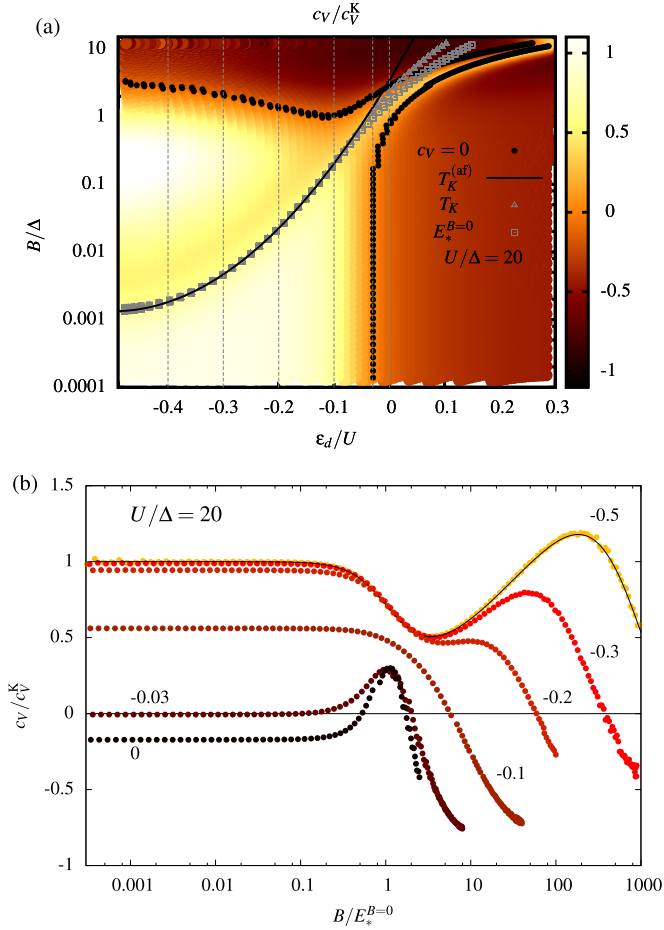 (a)
c_V/c_V^K
10
1
0.1
0.01
0.001
0.0001
B/Δ
c_V = 0
T_K^(af)
T_K
E_*^{B=0}
U/Δ = 20
-0.4 -0.3 -0.2 -0.1 0 0.1 0.2 0.3
ε_d/U
1
0.5
0
-0.5
-1
(b)
1.5
1
0.5
0
-0.5
-1
c_V/c_V^K
U/Δ = 20
-0.5
-0.3
-0.2
-0.03
0
-0.1
0.001 0.01 0.1 1 10 100 1000
B/E_*^{B=0}